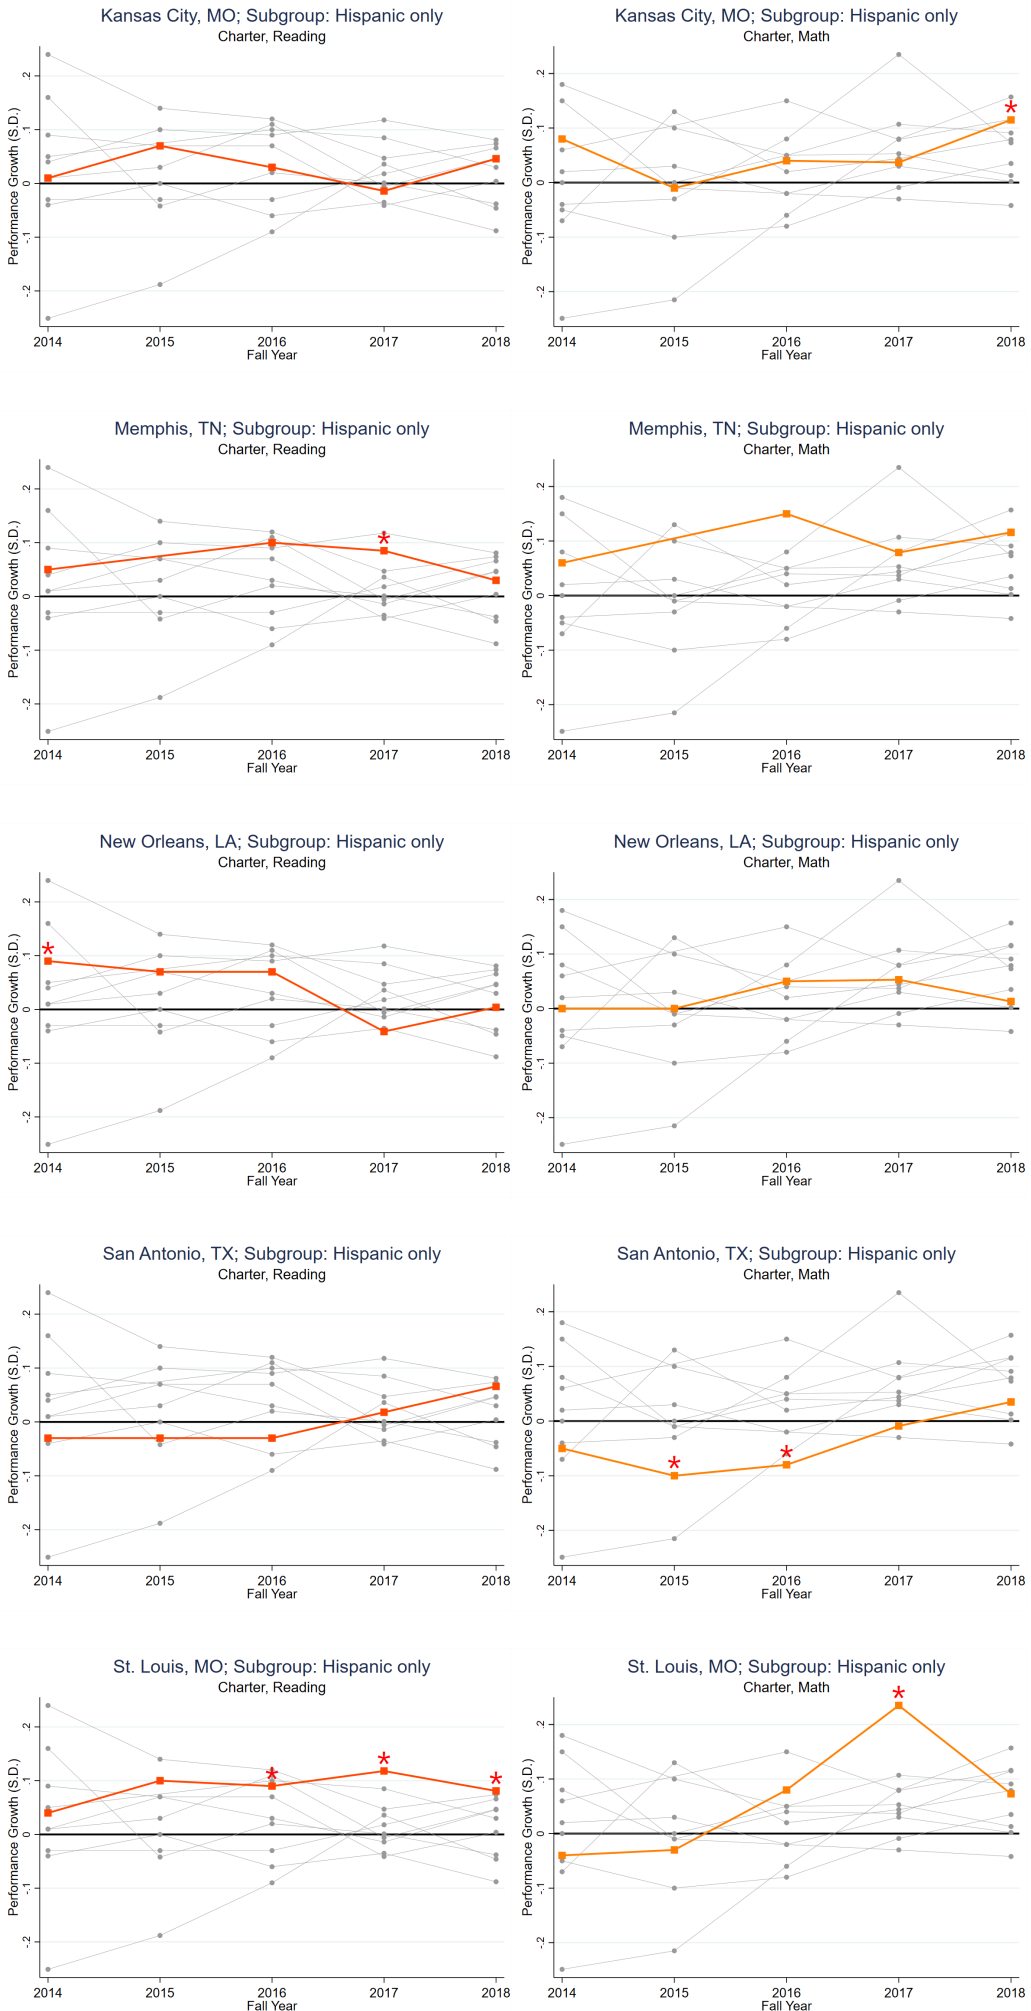 Kansas City, MO; Subgroup: Hispanic only
Charter, Reading
Performance Growth (S.D.)
.2
.1
0
-.1
-.2
2014 2015 2016 2017 2018
Fall Year
Kansas City, MO; Subgroup: Hispanic only
Charter, Math
Performance Growth (S.D.)
.2
.1
0
-.1
-.2
*
2014 2015 2016 2017 2018
Fall Year
Memphis, TN; Subgroup: Hispanic only
Charter, Reading
Performance Growth (S.D.)
.2
.1
0
-.1
-.2
*
2014 2015 2016 2017 2018
Fall Year
Memphis, TN; Subgroup: Hispanic only
Charter, Math
Performance Growth (S.D.)
.2
.1
0
-.1
-.2
2014 2015 2016 2017 2018
Fall Year
New Orleans, LA; Subgroup: Hispanic only
Charter, Reading
Performance Growth (S.D.)
.2
.1
0
-.1
-.2
*
2014 2015 2016 2017 2018
Fall Year
New Orleans, LA; Subgroup: Hispanic only
Charter, Math
Performance Growth (S.D.)
.2
.1
0
-.1
-.2
2014 2015 2016 2017 2018
Fall Year
San Antonio, TX; Subgroup: Hispanic only
Charter, Reading
Performance Growth (S.D.)
.2
.1
0
-.1
-.2
2014 2015 2016 2017 2018
Fall Year
San Antonio, TX; Subgroup: Hispanic only
Charter, Math
Performance Growth (S.D.)
.2
.1
0
-.1
-.2
* *
2014 2015 2016 2017 2018
Fall Year
St. Louis, MO; Subgroup: Hispanic only
Charter, Reading
Performance Growth (S.D.)
.2
.1
0
-.1
-.2
* * *
2014 2015 2016 2017 2018
Fall Year
St. Louis, MO; Subgroup: Hispanic only
Charter, Math
Performance Growth (S.D.)
.2
.1
0
-.1
-.2
*
2014 2015 2016 2017 2018
Fall Year